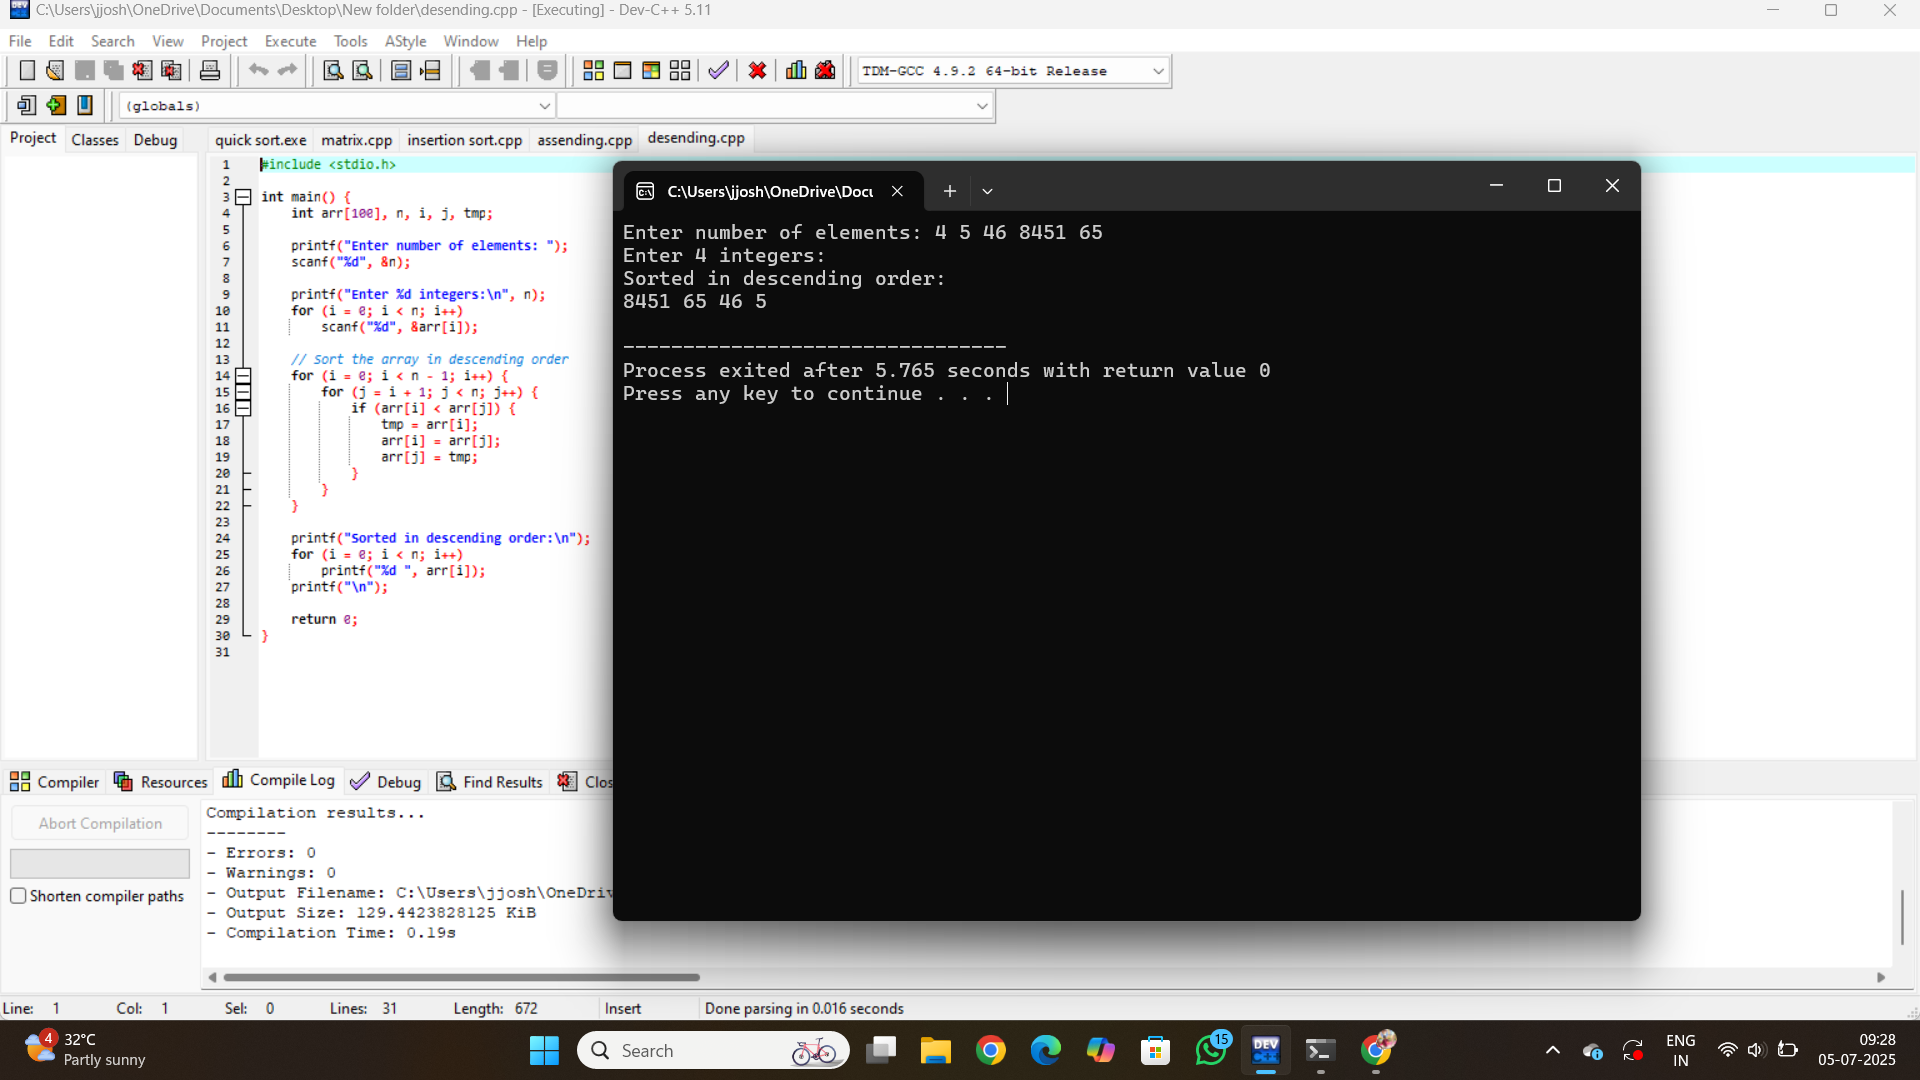 C:\Users\jjosh\OneDrive\Documents\Desktop\New folder\desending.cpp - [Executing] - Dev-C++ 5.11
File Edit Search View Project Execute Tools AStyle Window Help
TDM-GCC 4.9.2 64-bit Release
(globals)
Project Classes Debug
quick sort.exe matrix.cpp insertion sort.cpp assending.cpp desending.cpp
1 #include <stdio.h>
2
3 int main() {
4 int arr[100], n, i, j, tmp;
5
6 printf("Enter number of elements: ");
7 scanf("%d", &n);
8
9 printf("Enter %d integers:\n", n);
10 for (i = 0; i < n; i++)
11 scanf("%d", &arr[i]);
12
13 // Sort the array in descending order
14 for (i = 0; i < n - 1; i++) {
15 for (j = i + 1; j < n; j++) {
16 if (arr[i] < arr[j]) {
17 tmp = arr[i];
18 arr[i] = arr[j];
19 arr[j] = tmp;
20 }
21 }
22 }
23
24 printf("Sorted in descending order:\n");
25 for (i = 0; i < n; i++)
26 printf("%d ", arr[i]);
27 printf("\n");
28
29 return 0;
30 }
31
C:\Users\jjosh\OneDrive\Docu
Enter number of elements: 4 5 46 8451 65
Enter 4 integers:
Sorted in descending order:
8451 65 46 5
--------------------------------
Process exited after 5.765 seconds with return value 0
Press any key to continue . . .
Compiler Resources Compile Log Debug Find Results Clos
Abort Compilation
Shorten compiler paths
Compilation results...
--------
- Errors: 0
- Warnings: 0
- Output Filename: C:\Users\jjosh\OneDriv
- Output Size: 129.4423828125 KiB
- Compilation Time: 0.19s
Line: 1 Col: 1 Sel: 0 Lines: 31 Length: 672 Insert Done parsing in 0.016 seconds
4
32°C
Partly sunny
Search
15
DEV
C++
ENG
IN
09:28
05-07-2025